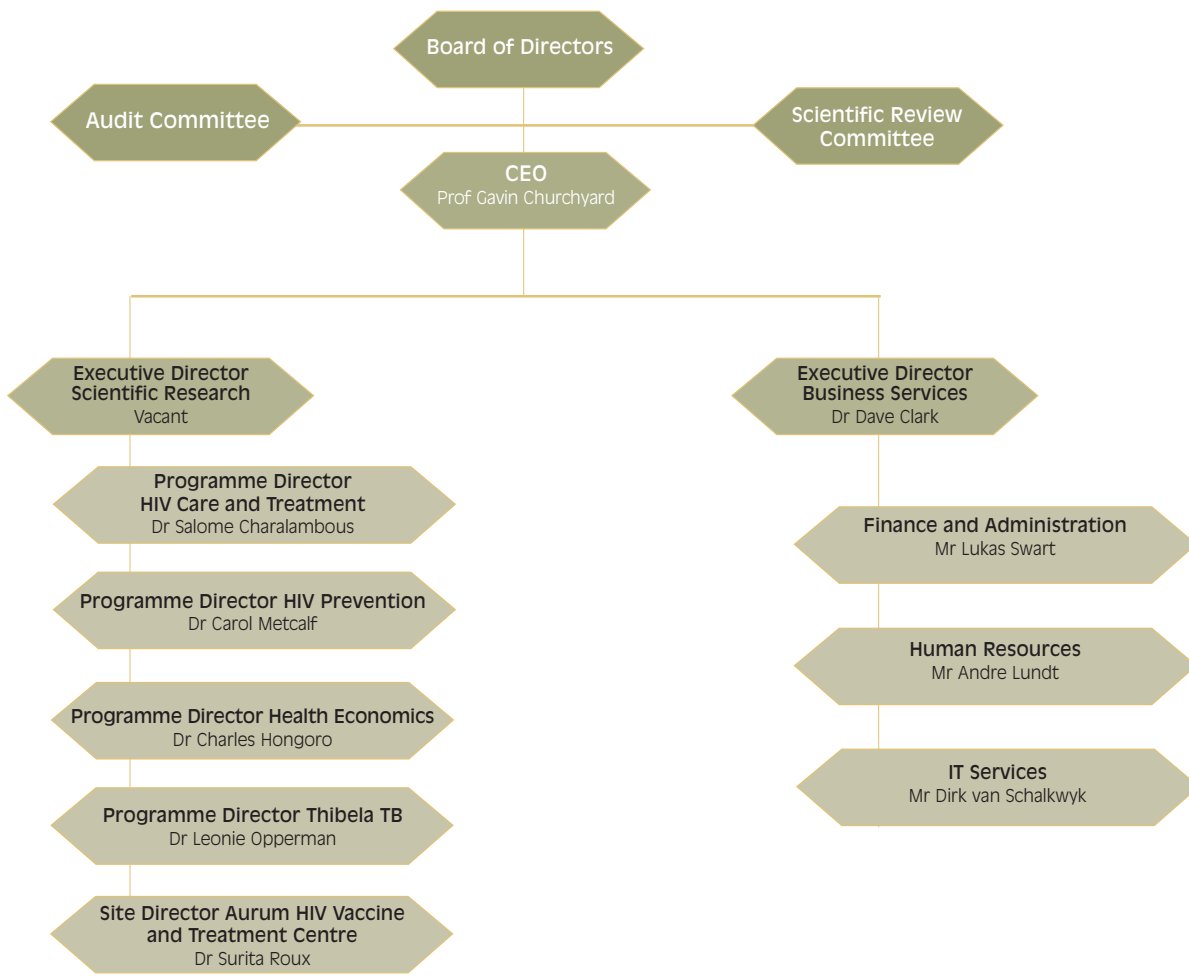 Board of Directors
Audit Committee
Scientific Review
Committee
CEO
Prof Gavin Churchyard
Executive Director
Scientific Research
Vacant
Programme Director
HIV Care and Treatment
Dr Salome Charalambous
Programme Director HIV Prevention
Dr Carol Metcalf
Programme Director Health Economics
Dr Charles Hongoro
Programme Director Thibela TB
Dr Leonie Opperman
Site Director Aurum HIV Vaccine
and Treatment Centre
Dr Surita Roux
Executive Director
Business Services
Dr Dave Clark
Finance and Administration
Mr Lukas Swart
Human Resources
Mr Andre Lundt
IT Services
Mr Dirk van Schalkwyk